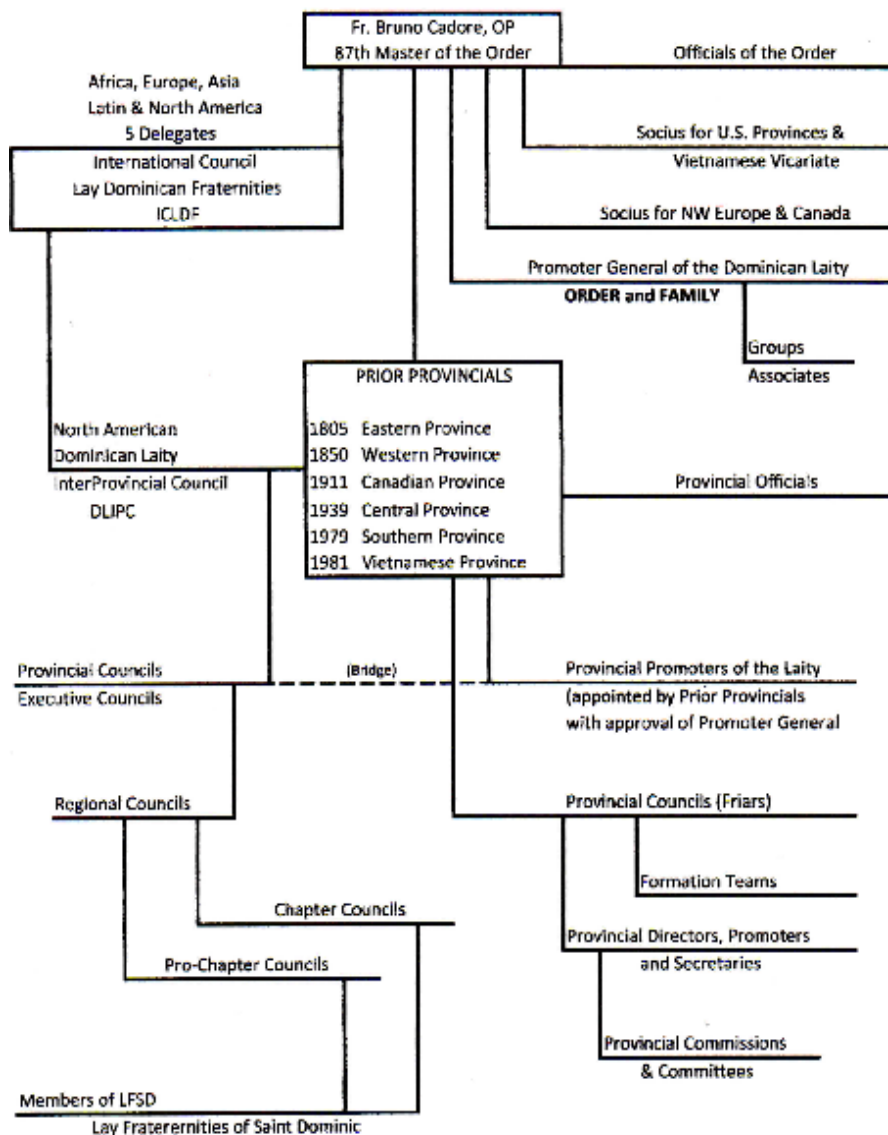 Fr. Bruno Cadore, OP
87th Master of the Order
Officials of the Order
Africa, Europe, Asia
Latin & North America
5 Delegates
International Council
Lay Dominican Fraternities
ICLDF
Socius for U.S. Provinces &
Vietnamese Vicariate
Socius for NW Europe & Canada
Promoter General of the Dominican Laity
ORDER and FAMILY
Groups
Associates
PRIOR PROVINCIALS
1805 Eastern Province
1850 Western Province
1911 Canadian Province
1939 Central Province
1979 Southern Province
1981 Vietnamese Province
North American
Dominican Laity
InterProvincial Council
DLIPC
Provincial Officials
Provincial Councils
Executive Councils
(Bridge)
Provincial Promoters of the Laity
(appointed by Prior Provincials
with approval of Promoter General
Regional Councils
Provincial Councils (Friars)
Formation Teams
Chapter Councils
Provincial Directors, Promoters
and Secretaries
Pro-Chapter Councils
Provincial Commissions
& Committees
Members of LFSD
Lay Fraterernities of Saint Dominic